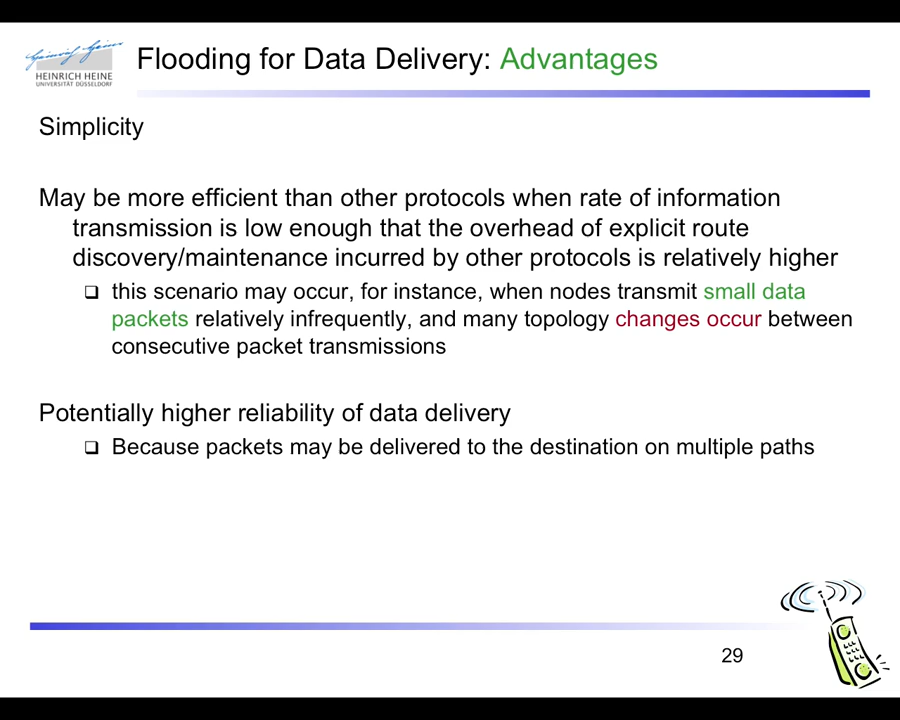 Flooding for Data Delivery: Advantages
HEINRICH HEINE
UNIVERSITÄT DÜSSELDORF
Simplicity
May be more efficient than other protocols when rate of information
transmission is low enough that the overhead of explicit route
discovery/maintenance incurred by other protocols is relatively higher
❑ this scenario may occur, for instance, when nodes transmit small data
packets relatively infrequently, and many topology changes occur between
consecutive packet transmissions
Potentially higher reliability of data delivery
❑ Because packets may be delivered to the destination on multiple paths
29